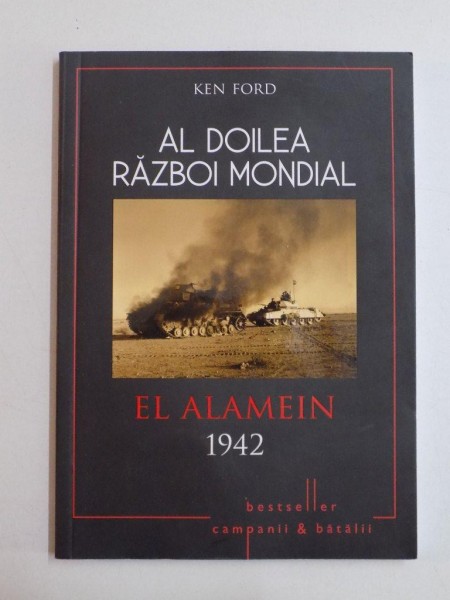 KEN FORD
AL DOILEA
RĂZBOI MONDIAL
EL ALAMEIN
1942
bestseller
campanii & bătălii